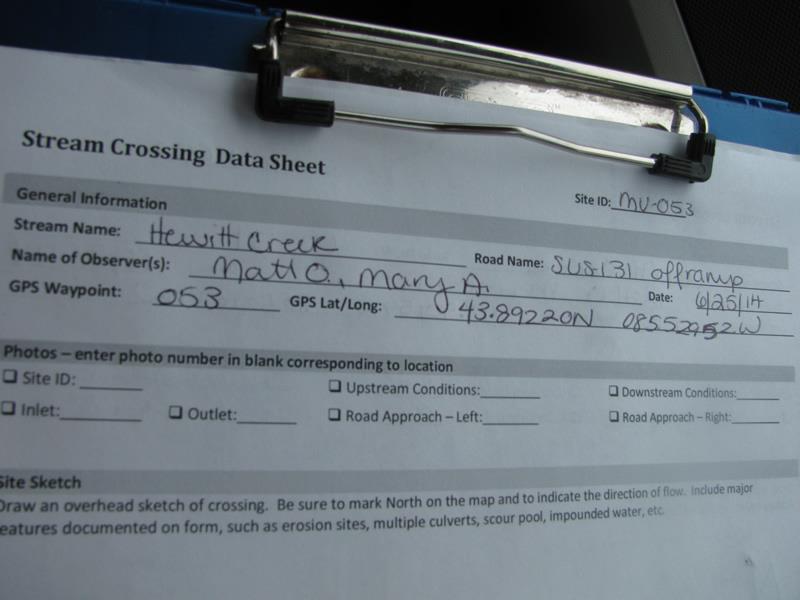 Stream Crossing Data Sheet
Site ID: MU-053
General Information
Stream Name: Hewitt Creek Road Name: SUS131 offramp
Name of Observer(s): Matt O., Mary A. Date: 6/25/14
GPS Waypoint: 053 GPS Lat/Long: 43.89220N
Photos – enter photo number in blank corresponding to location
❑ Site ID: ❑ Upstream Conditions: ❑ Downstream Conditions:
❑ Inlet: ❑ Outlet: ❑ Road Approach – Left: ❑ Road Approach – Right:
Site Sketch
Draw an overhead sketch of crossing. Be sure to mark North on the map and to indicate the direction of flow. Include major
features documented on form, such as erosion sites, multiple culverts, scour pool, impounded water, etc.